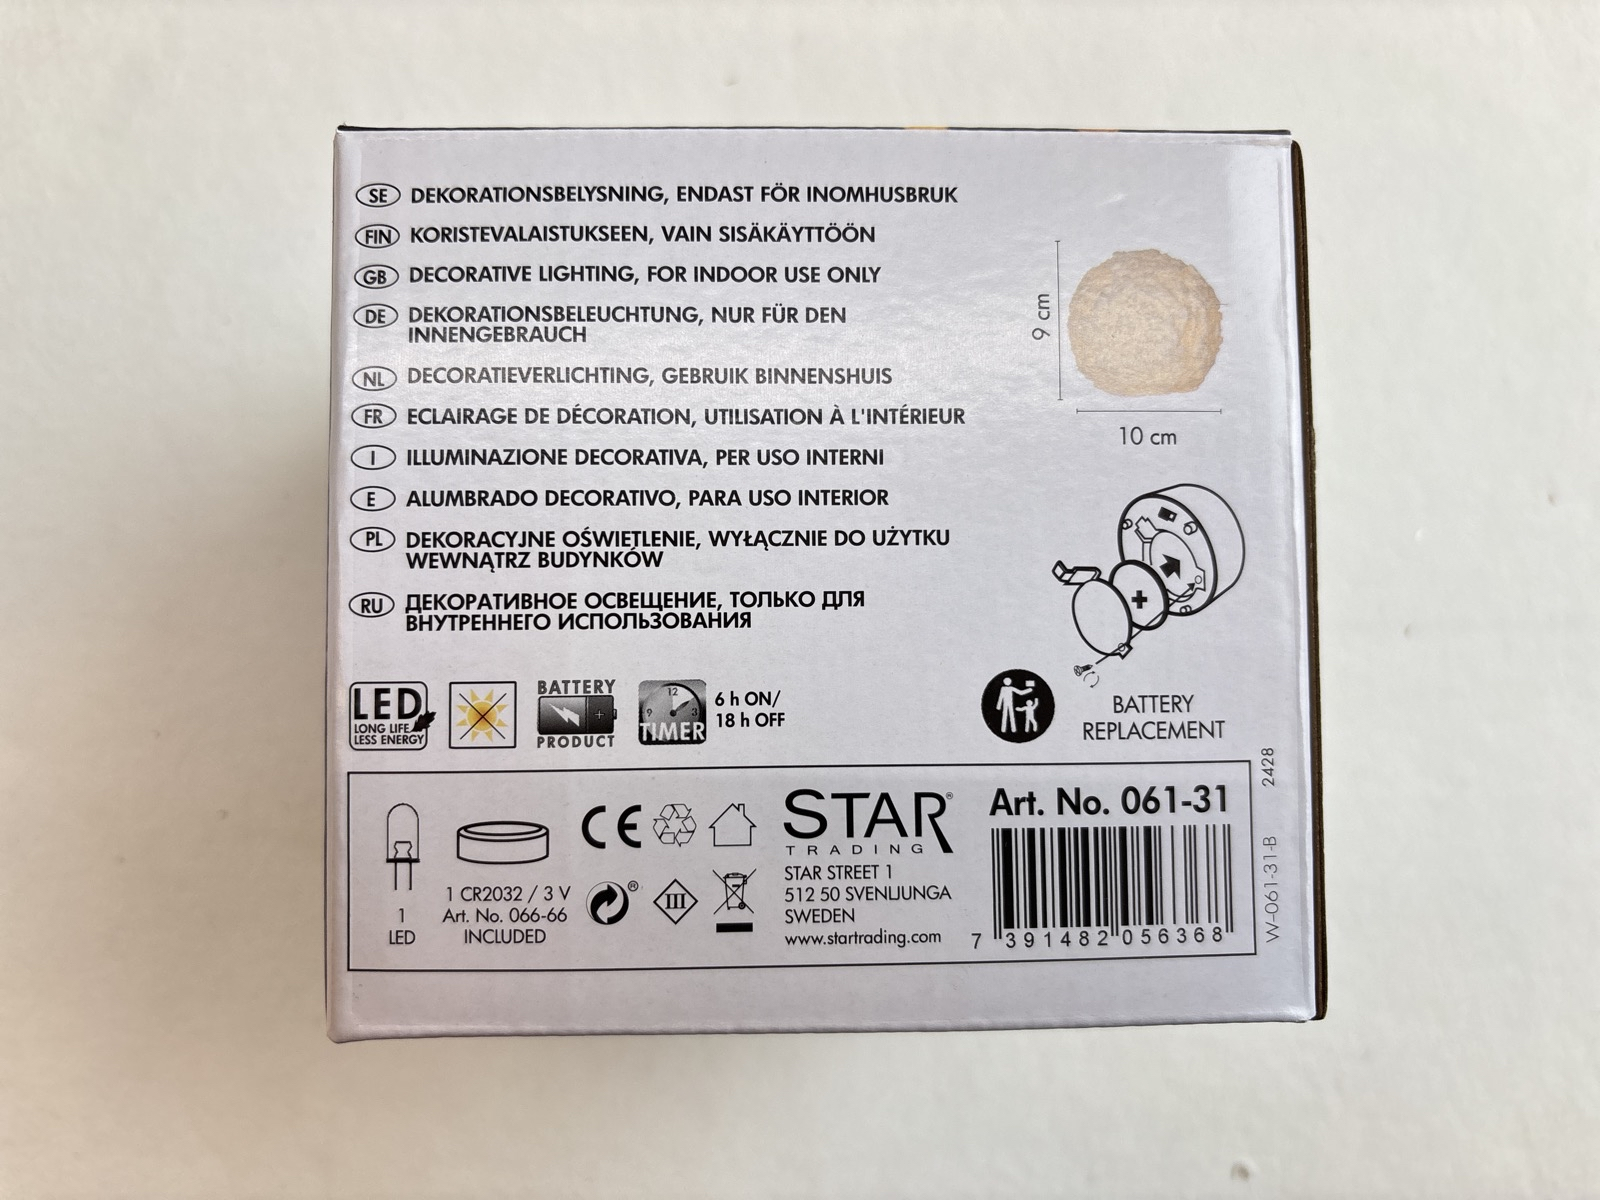 SE DEKORATIONSBELYSNING, ENDAST FÖR INOMHUSBRUK
FIN KORISTEVALAISTUKSEEN, VAIN SISÄKÄYTTÖÖN
GB DECORATIVE LIGHTING, FOR INDOOR USE ONLY
DE DEKORATIONSBELEUCHTUNG, NUR FÜR DEN
INNENGEBRAUCH
NL DECORATIEVERLICHTING, GEBRUIK BINNENSHUIS
FR ECLAIRAGE DE DÉCORATION, UTILISATION À L'INTÉRIEUR
I ILLUMINAZIONE DECORATIVA, PER USO INTERNI
E ALUMBRADO DECORATIVO, PARA USO INTERIOR
PL DEKORACYJNE OŚWIETLENIE, WYŁĄCZNIE DO UŻYTKU
WEWNĄTRZ BUDYNKÓW
RU ДЕКОРАТИВНОЕ ОСВЕЩЕНИЕ, ТОЛЬКО ДЛЯ
ВНУТРЕННЕГО ИСПОЛЬЗОВАНИЯ
9 cm
10 cm
+
LED
LONG LIFE
LESS ENERGY
BATTERY
+
PRODUCT
12
9 3
TIMER
6 h ON/
18 h OFF
BATTERY
REPLACEMENT
1
LED
1 CR2032 / 3 V
Art. No. 066-66
INCLUDED
CE
®
III
STAR®
TRADING
STAR STREET 1
512 50 SVENLJUNGA
SWEDEN
www.startrading.com
Art. No. 061-31
7 391482 056368
W-061-31-B 2428